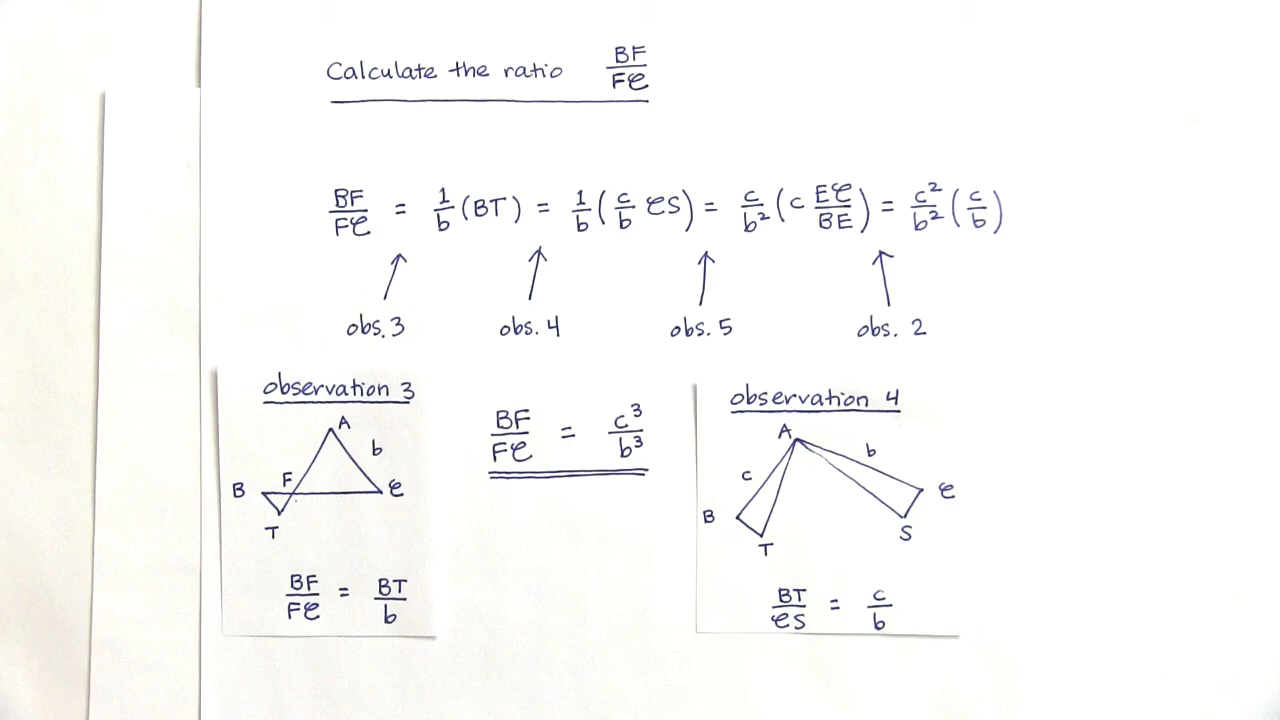 Calculate the ratio BF/FC
BF/FC = 1/b (BT) = 1/b (c/b CS) = c/b² (c EC/BE) = c²/b² (c/b)
obs. 3 obs. 4 obs. 5 obs. 2
observation 3
A
b
F
B C
T
BF/FC = BT/b
BF/FC = c³/b³
observation 4
A
b
c
C
B
S
T
BT/CS = c/b